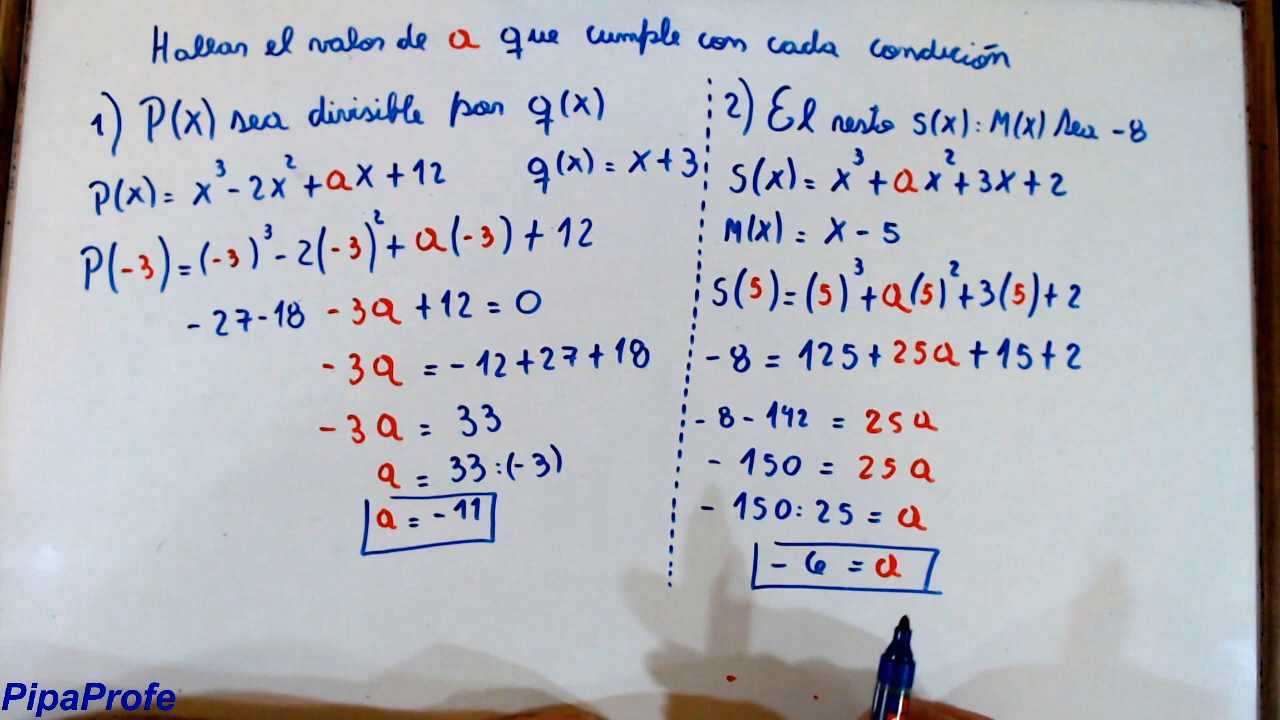 Hallar el valor de a que cumple con cada condición
1) P(x) sea divisible por q(x)
P(x) = x³ - 2x² + ax + 12 q(x) = x + 3
P(-3) = (-3)³ - 2(-3)² + a(-3) + 12
- 27 - 18 - 3a + 12 = 0
- 3a = - 12 + 27 + 18
- 3a = 33
a = 33 : (-3)
a = - 11
2) El resto S(x) : M(x) sea -8
S(x) = x³ + ax² + 3x + 2
M(x) = x - 5
S(5) = (5)³ + a(5)² + 3(5) + 2
- 8 = 125 + 25a + 15 + 2
- 8 - 142 = 25a
- 150 = 25a
- 150 : 25 = a
- 6 = a
PipaProfe